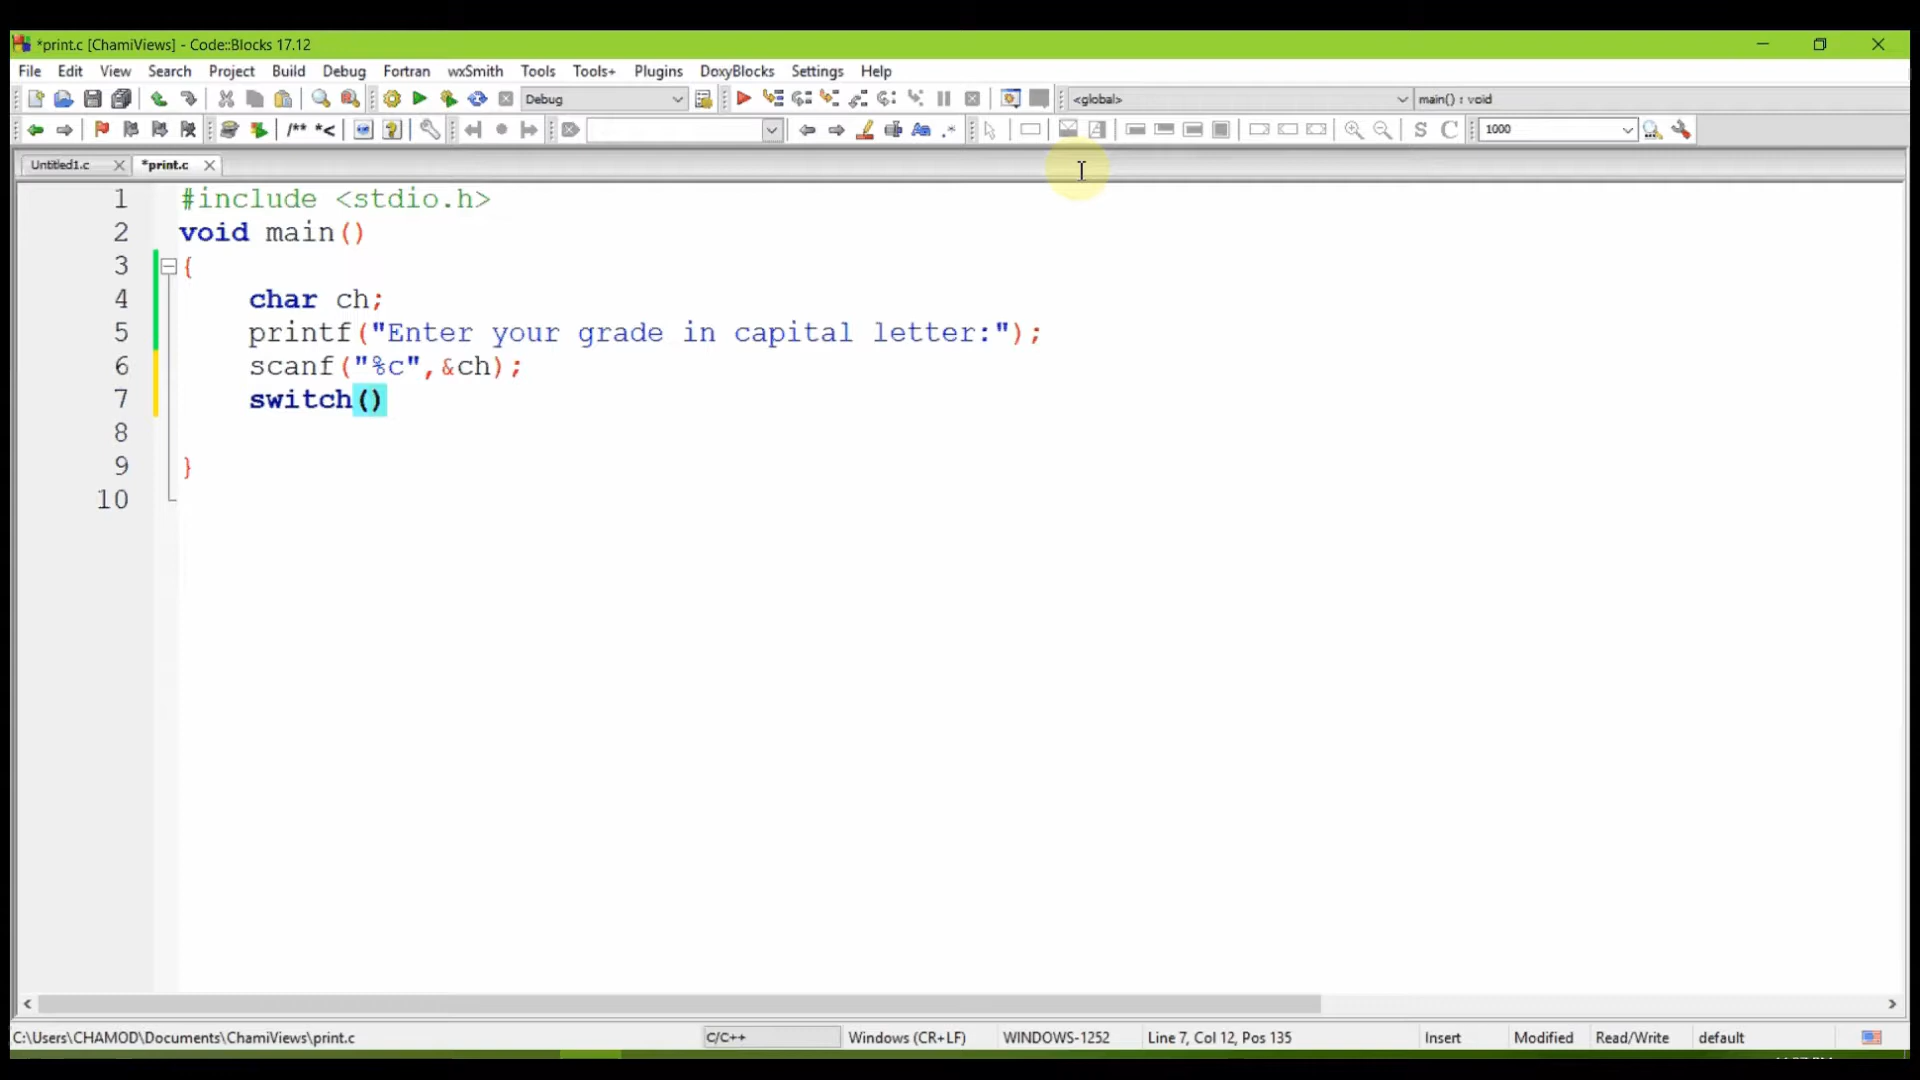 *print.c [ChamiViews] - Code::Blocks 17.12
File Edit View Search Project Build Debug Fortran wxSmith Tools Tools+ Plugins DoxyBlocks Settings Help
Debug <global> main() : void
/** *< .* S C 1000
Untitled1.c *print.c
1 #include <stdio.h>
2 void main()
3 {
4 char ch;
5 printf("Enter your grade in capital letter:");
6 scanf("%c",&ch);
7 switch()
8
9 }
10
C:\Users\CHAMOD\Documents\ChamiViews\print.c C/C++ Windows (CR+LF) WINDOWS-1252 Line 7, Col 12, Pos 135 Insert Modified Read/Write default